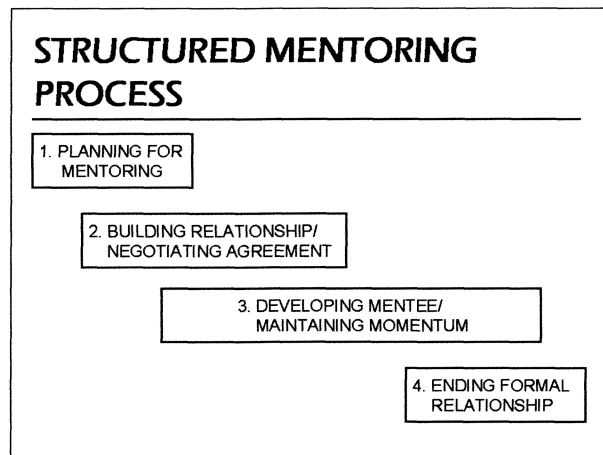 STRUCTURED MENTORING
PROCESS
1. PLANNING FOR
MENTORING
2. BUILDING RELATIONSHIP/
NEGOTIATING AGREEMENT
3. DEVELOPING MENTEE/
MAINTAINING MOMENTUM
4. ENDING FORMAL
RELATIONSHIP